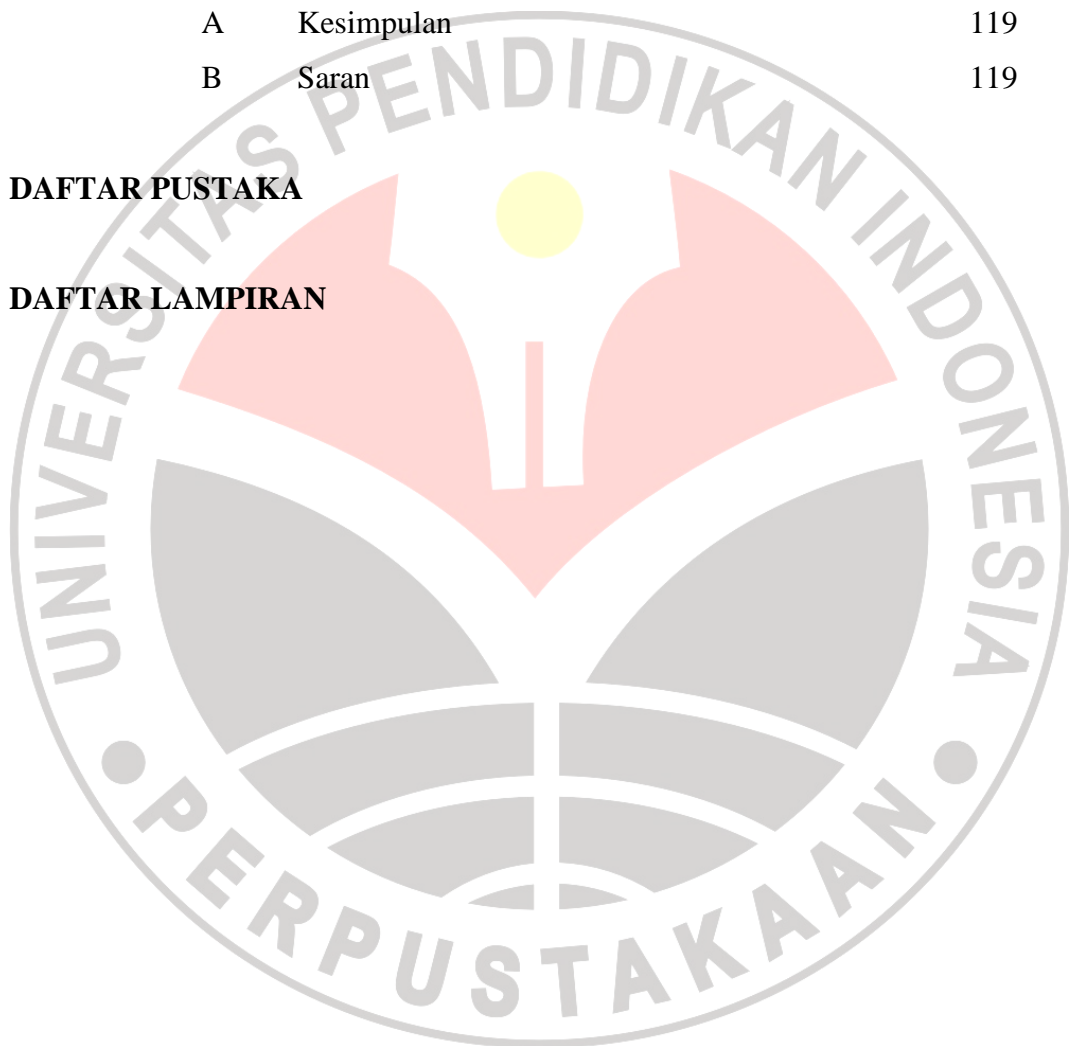 A Kesimpulan 119
B Saran 119
DAFTAR PUSTAKA
DAFTAR LAMPIRAN
UNIVERSITAS PENDIDIKAN INDONESIA
PERPUSTAKAAN